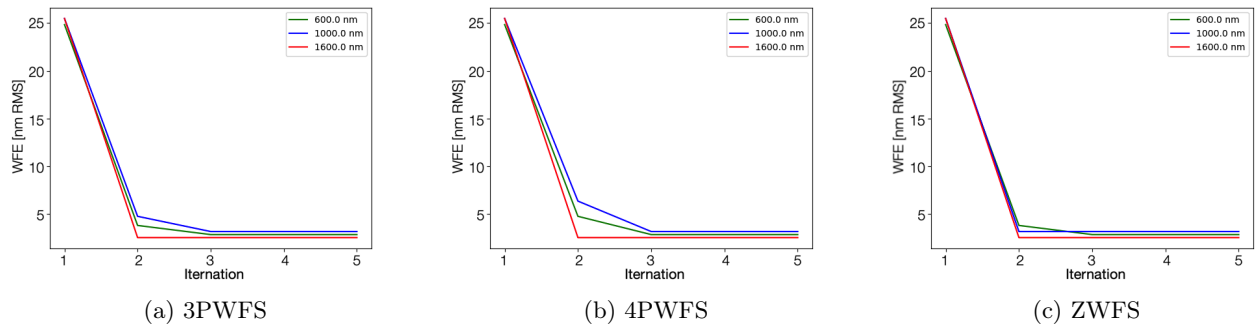 WFE [nm RMS]
25
20
15
10
5
600.0 nm
1000.0 nm
1600.0 nm
1 2 3 4 5
Iternation
(a) 3PWFS
WFE [nm RMS]
25
20
15
10
5
600.0 nm
1000.0 nm
1600.0 nm
1 2 3 4 5
Iternation
(b) 4PWFS
WFE [nm RMS]
25
20
15
10
5
600.0 nm
1000.0 nm
1600.0 nm
1 2 3 4 5
Iternation
(c) ZWFS